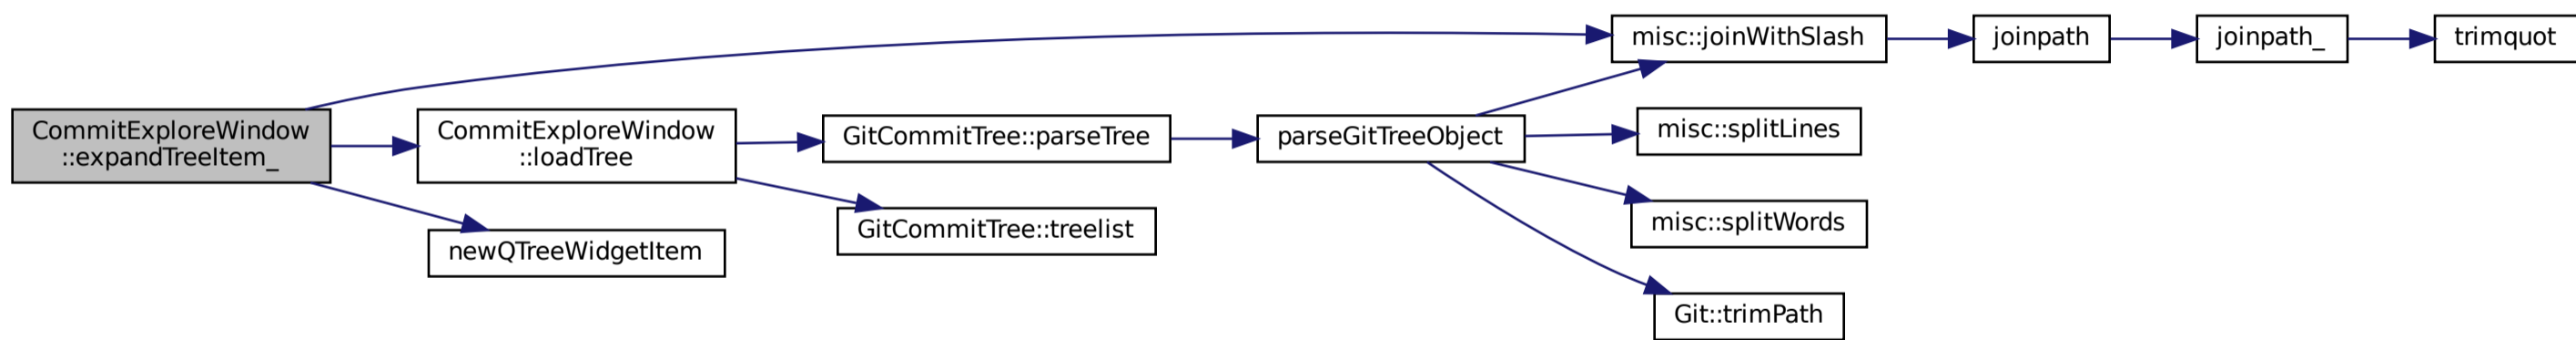 CommitExploreWindow
::expandTreeItem_
CommitExploreWindow
::loadTree
newQTreeWidgetItem
GitCommitTree::parseTree
GitCommitTree::treelist
parseGitTreeObject
misc::joinWithSlash
misc::splitLines
misc::splitWords
Git::trimPath
joinpath
joinpath_
trimquot